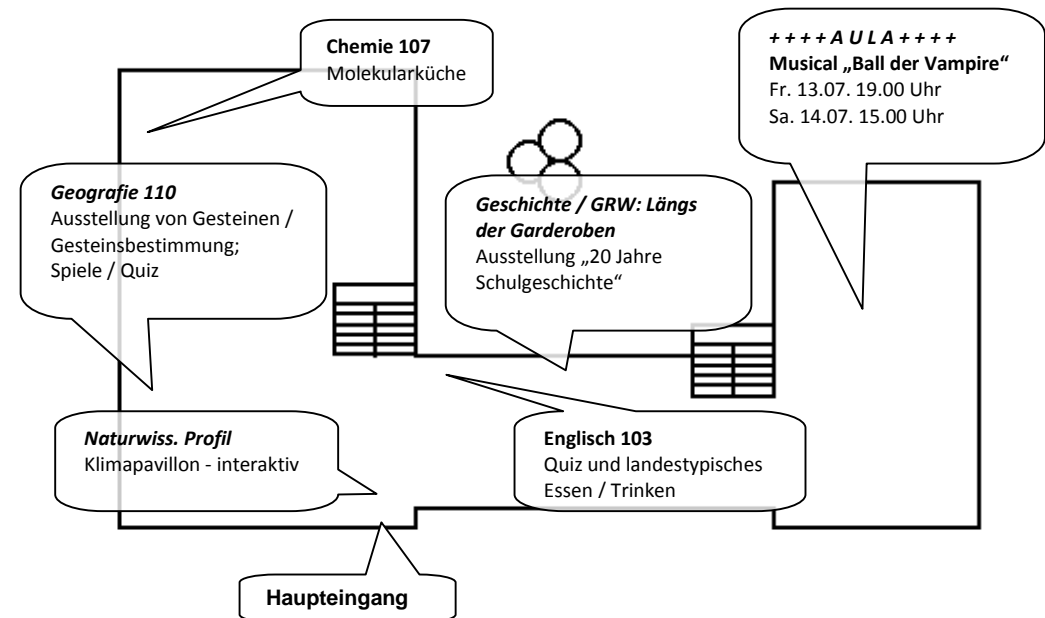 Chemie 107
Molekularküche
+ + + + A U L A + + + +
Musical „Ball der Vampire“
Fr. 13.07. 19.00 Uhr
Sa. 14.07. 15.00 Uhr
Geografie 110
Ausstellung von Gesteinen /
Gesteinsbestimmung;
Spiele / Quiz
Geschichte / GRW: Längs
der Garderoben
Ausstellung „20 Jahre
Schulgeschichte“
Naturwiss. Profil
Klimapavillon - interaktiv
Englisch 103
Quiz und landestypisches
Essen / Trinken
Haupteingang